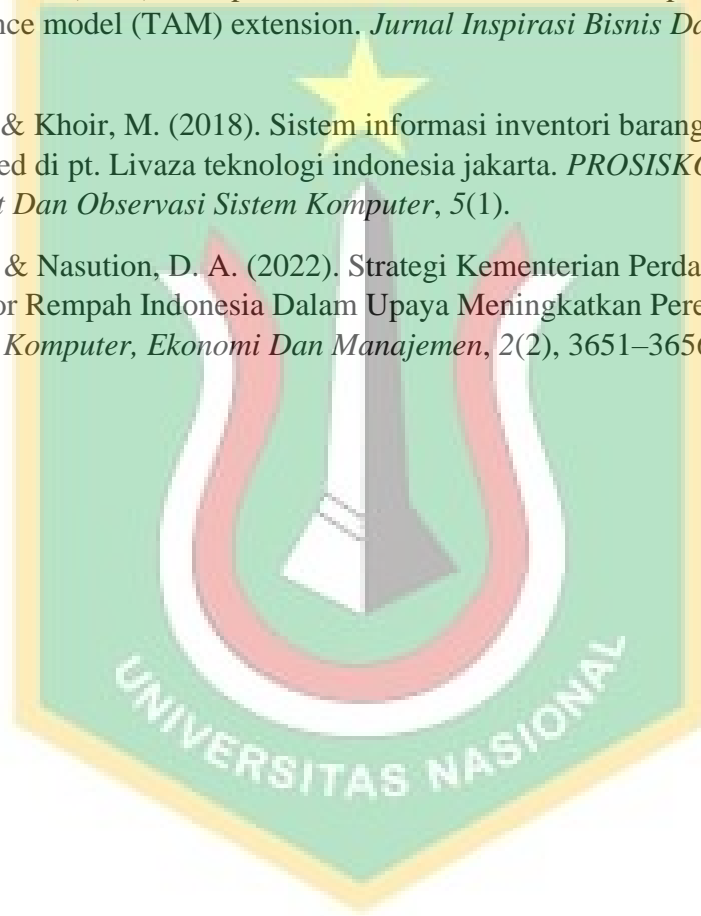 nce model (TAM) extension. Jurnal Inspirasi Bisnis Da
& Khoir, M. (2018). Sistem informasi inventori barang
ed di pt. Livaza teknologi indonesia jakarta. PROSISKO
t Dan Observasi Sistem Komputer, 5(1).
& Nasution, D. A. (2022). Strategi Kementerian Perda
or Rempah Indonesia Dalam Upaya Meningkatkan Pere
Komputer, Ekonomi Dan Manajemen, 2(2), 3651–3656
UNIVERSITAS NASIONAL